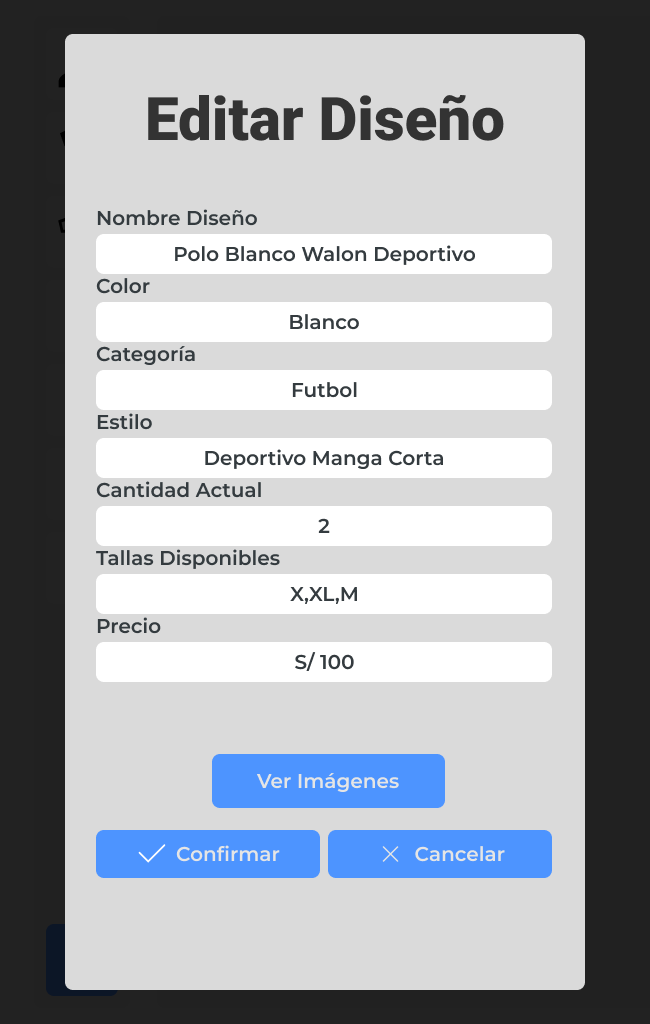 Editar Diseño
Nombre Diseño
Polo Blanco Walon Deportivo
Color
Blanco
Categoría
Futbol
Estilo
Deportivo Manga Corta
Cantidad Actual
2
Tallas Disponibles
X,XL,M
Precio
S/ 100
Ver Imágenes
Confirmar
Cancelar